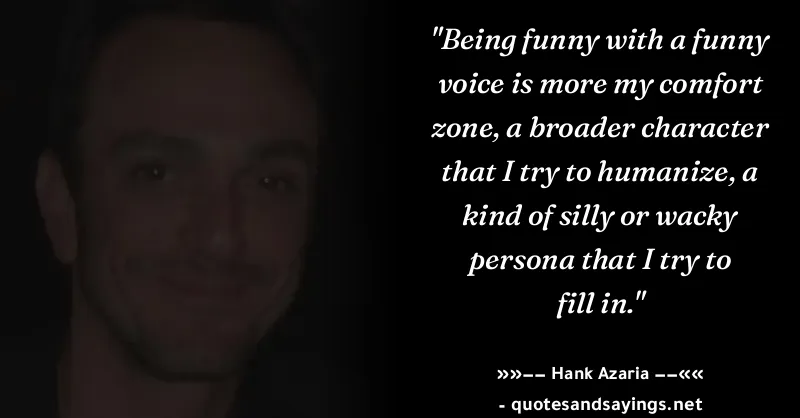 "Being funny with a funny
voice is more my comfort
zone, a broader character
that I try to humanize, a
kind of silly or wacky
persona that I try to
fill in."
»»–– Hank Azaria ––««
- quotesandsayings.net